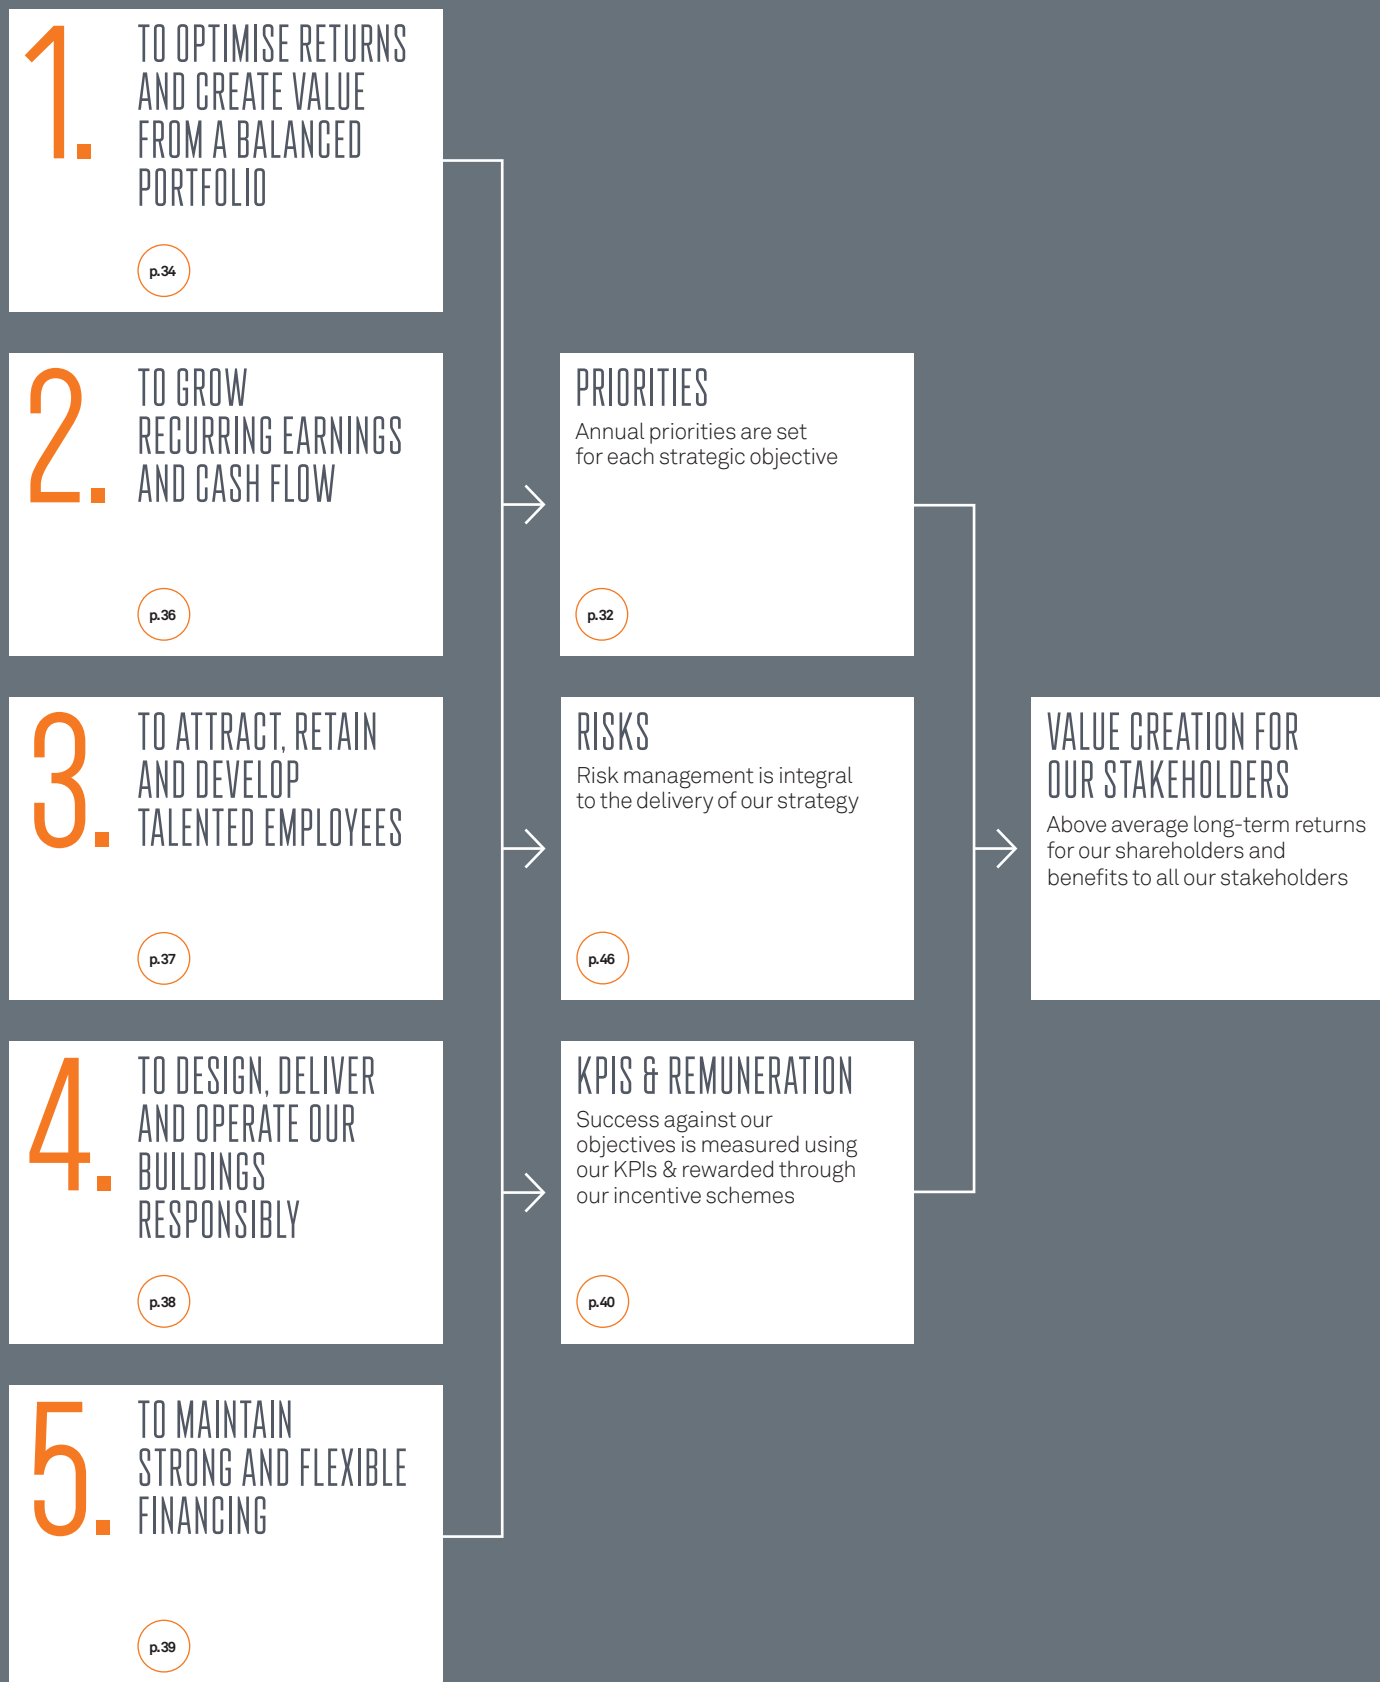 1.
TO OPTIMISE RETURNS
AND CREATE VALUE
FROM A BALANCED
PORTFOLIO
p.34
2.
TO GROW
RECURRING EARNINGS
AND CASH FLOW
p.36
3.
TO ATTRACT, RETAIN
AND DEVELOP
TALENTED EMPLOYEES
p.37
4.
TO DESIGN, DELIVER
AND OPERATE OUR
BUILDINGS
RESPONSIBLY
p.38
5.
TO MAINTAIN
STRONG AND FLEXIBLE
FINANCING
p.39
PRIORITIES
Annual priorities are set
for each strategic objective
p.32
RISKS
Risk management is integral
to the delivery of our strategy
p.46
KPIS & REMUNERATION
Success against our
objectives is measured using
our KPIs & rewarded through
our incentive schemes
p.40
VALUE CREATION FOR
OUR STAKEHOLDERS
Above average long-term returns
for our shareholders and
benefits to all our stakeholders